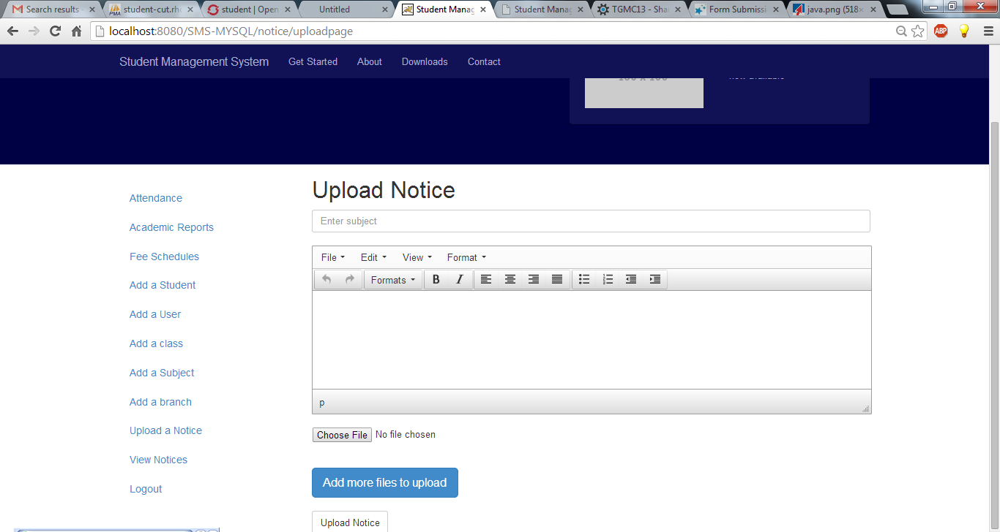 Search results
student-cut.rh
student | Open
Untitled
Student Manag
Student Manag
TGMC13 - Sha
Form Submissi
java.png (518×
localhost:8080/SMS-MYSQL/notice/uploadpage
ABP
Student Management System
Get Started
About
Downloads
Contact
Upload Notice
Attendance
Academic Reports
Fee Schedules
Add a Student
Add a User
Add a class
Add a Subject
Add a branch
Upload a Notice
View Notices
Logout
Enter subject
File Edit View Format
Formats B I
p
Choose File No file chosen
Add more files to upload
Upload Notice